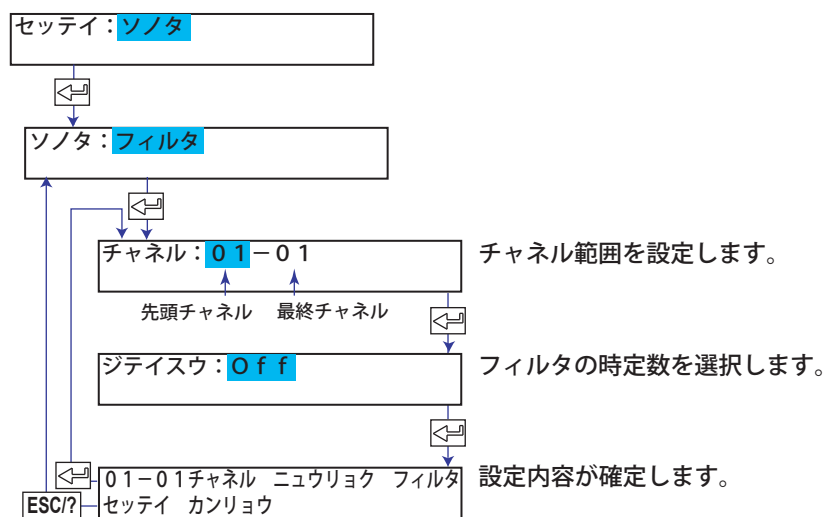 セッテイ：ソノタ
ソノタ：フィルタ
チャネル：０１－０１
チャネル範囲を設定します。
先頭チャネル 最終チャネル
ジテイスウ：Ｏｆｆ
フィルタの時定数を選択します。
０１－０１チャネル　ニュウリョク　フィルタ
設定内容が確定します。
ESC/?
セッテイ　カンリョウ